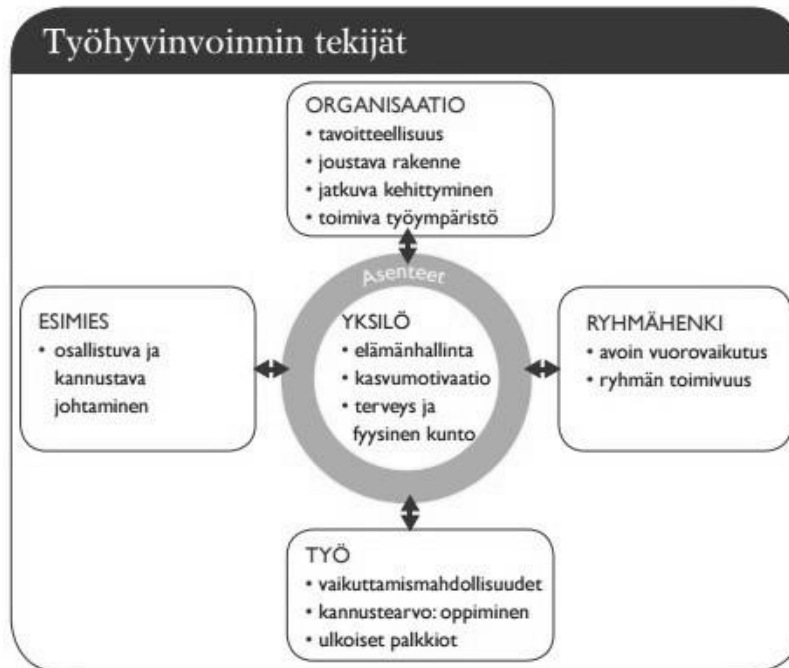 Työhyvinvoinnin tekijät
ORGANISAATIO
• tavoitteellisuus
• joustava rakenne
• jatkuva kehittyminen
• toimiva työympäristö
Asenteet
ESIMIES
• osallistuva ja
kannustava
johtaminen
YKSILÖ
• elämänhallinta
• kasvumotivaatio
• terveys ja
fyysinen kunto
RYHMÄHENKI
• avoin vuorovaikutus
• ryhmän toimivuus
TYÖ
• vaikuttamismahdollisuudet
• kannustearvo: oppiminen
• ulkoiset palkkiot